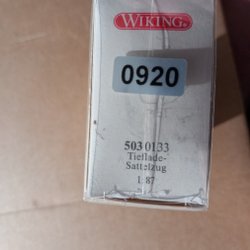 WIKING®
0920
503 0133
Tieflade-
Sattelzug
1:87